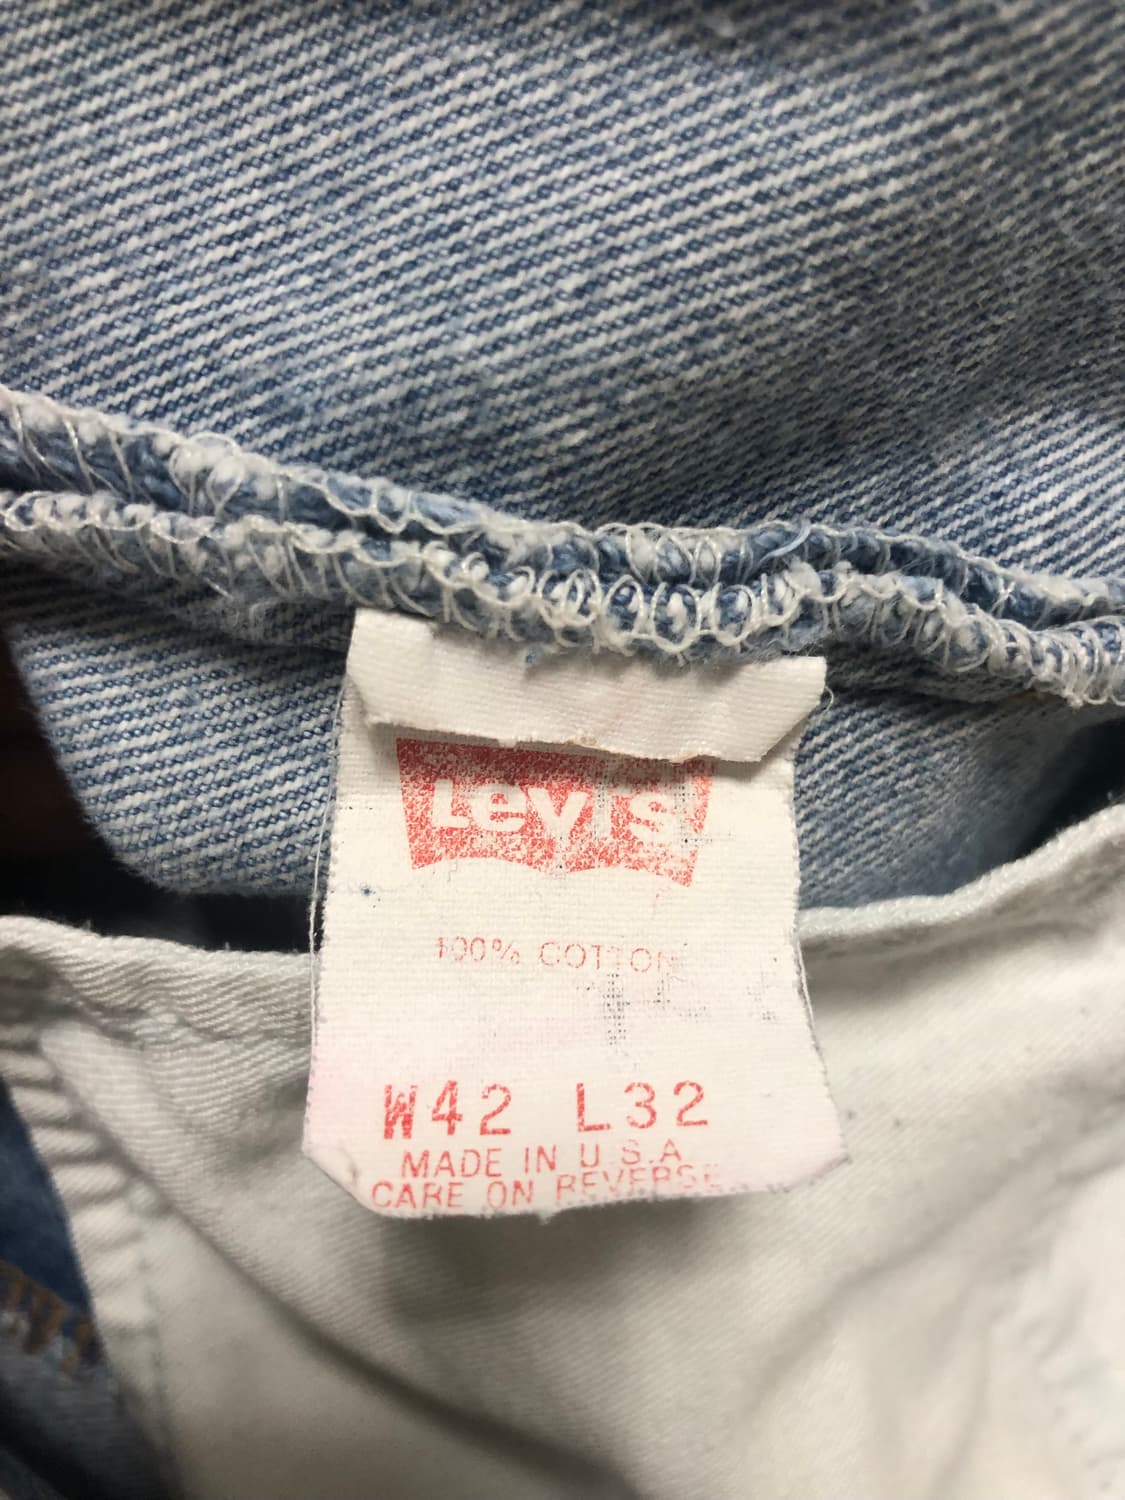 Levi's
100% COTTON
W42 L32
MADE IN U.S.A
CARE ON REVERSE